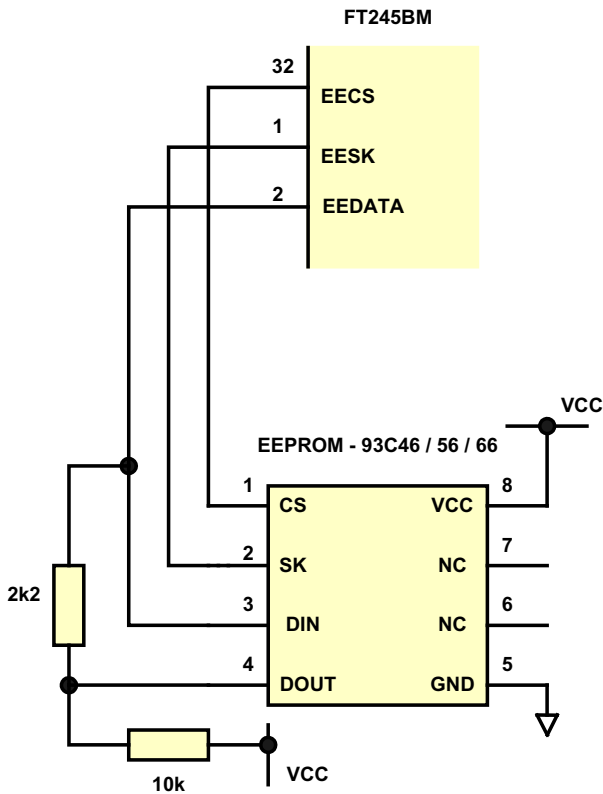 FT245BM
32
EECS
1
EESK
2
EEDATA
VCC
EEPROM - 93C46 / 56 / 66
1
CS
VCC
8
2
SK
NC
7
3
DIN
NC
6
4
DOUT
GND
5
2k2
10k
VCC